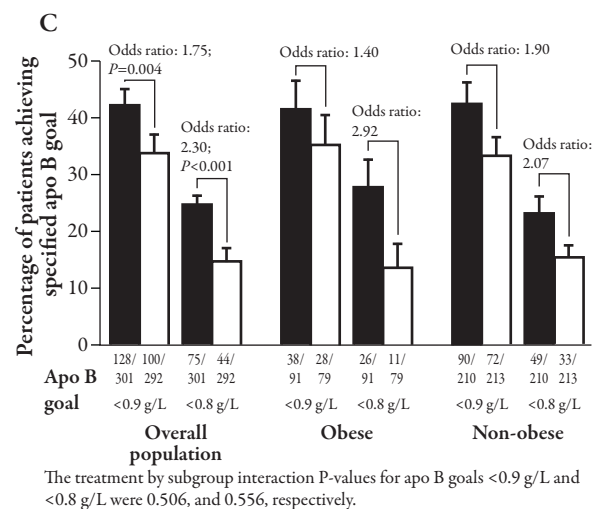 C
Odds ratio: 1.75;
P=0.004
Odds ratio: 1.40
Odds ratio: 1.90
Odds ratio:
2.30;
P<0.001
Odds ratio:
2.92
Odds ratio:
2.07
Percentage of patients achieving
specified apo B goal
50
40
30
20
10
0
128/ 100/ 75/ 44/ 38/ 28/ 26/ 11/ 90/ 72/ 49/ 33/
Apo B 301 292 301 292 91 79 91 79 210 213 210 213
goal <0.9 g/L <0.8 g/L <0.9 g/L <0.8 g/L <0.9 g/L <0.8 g/L
Overall
population
Obese
Non-obese
The treatment by subgroup interaction P-values for apo B goals <0.9 g/L and
<0.8 g/L were 0.506, and 0.556, respectively.